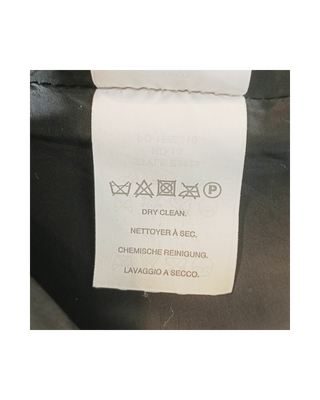 P
DRY CLEAN.
NETTOYER À SEC.
CHEMISCHE REINIGUNG.
LAVAGGIO A SECCO.